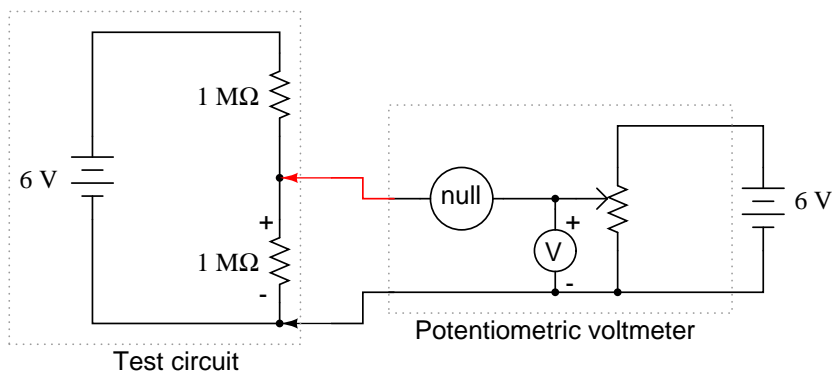 1 MΩ
6 V
+
1 MΩ
-
null
+
V
-
6 V
Potentiometric voltmeter
Test circuit